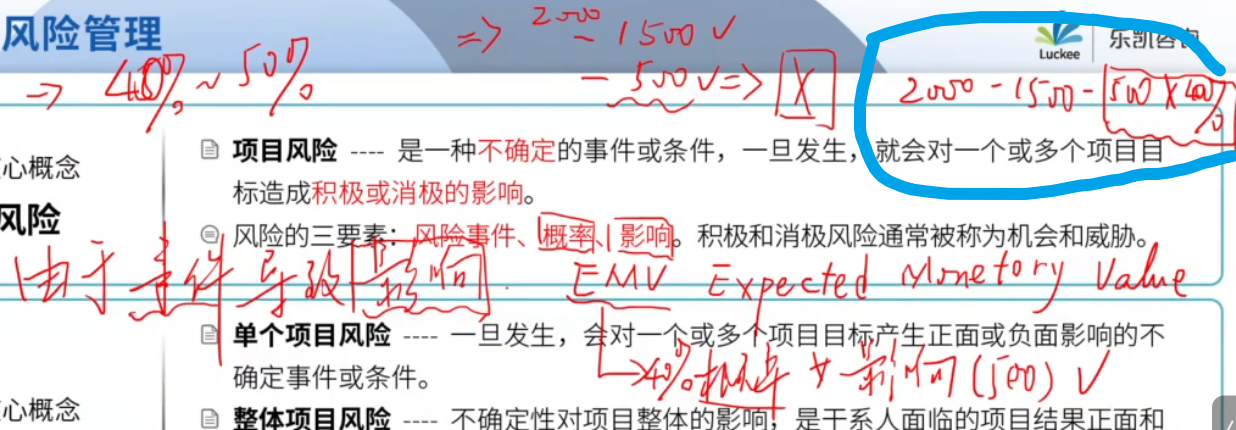 风险管理
=> 2000
- 1500 √
Luckee 乐凯咨询
-> 40% ~ 50%
- 500 √ => X
2000 - 1500 - 500 X 40%
项目风险 ---- 是一种不确定的事件或条件，一旦发生，就会对一个或多个项目目
心概念
标造成积极或消极的影响。
风险
风险的三要素：风险事件、概率、影响。积极和消极风险通常被称为机会和威胁。
由于 事件 导致 影响
EMV Expected Monetory Value
单个项目风险 ---- 一旦发生，会对一个或多个项目目标产生正面或负面影响的不
确定事件或条件。
-> 40% 概率 * 影响 (500) √
心概念
整体项目风险 ---- 不确定性对项目整体的影响，是干系人面临的项目结果正面和